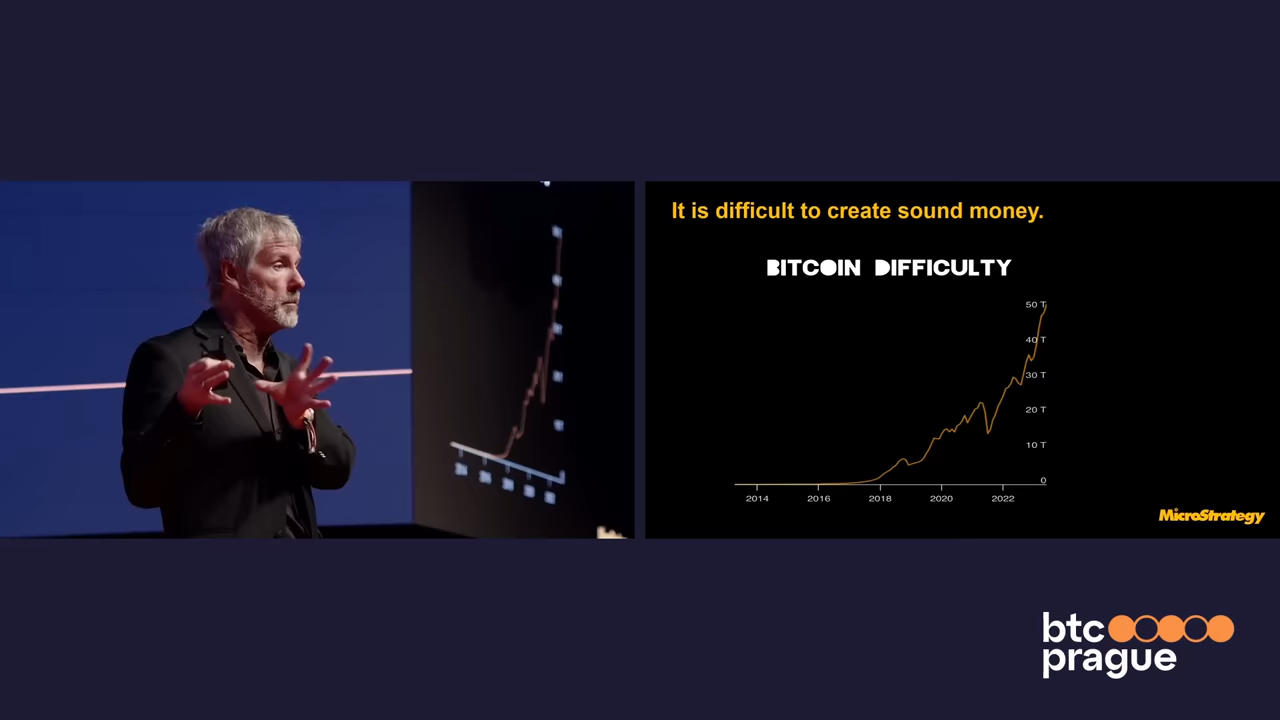 It is difficult to create sound money.
BITCOIN DIFFICULTY
50 T
40 T
30 T
20 T
10 T
0
2014 2016 2018 2020 2022
MicroStrategy
btc
prague